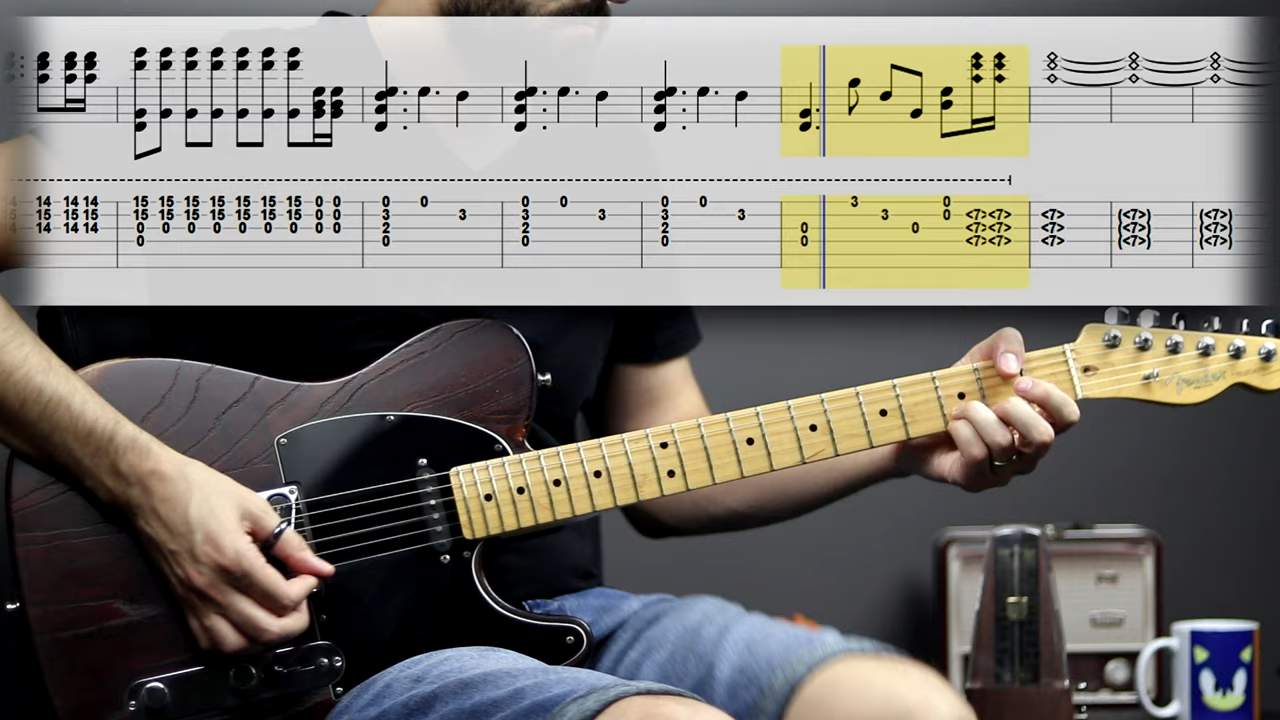 14 14 14 15 15 15 15 15 15 15 0 0 0 0 0 0 0 0 3 0
15 15 15 15 15 15 15 15 15 15 0 0 3 3 3 3 3 3 3 0 <7> <7> <7> (<7>) (<7>)
14 14 14 0 0 0 0 0 0 0 0 0 2 2 2 0 0 <7> <7> <7> (<7>) (<7>)
0 0 0 0 0 <7> <7> <7> (<7>) (<7>)
Fender